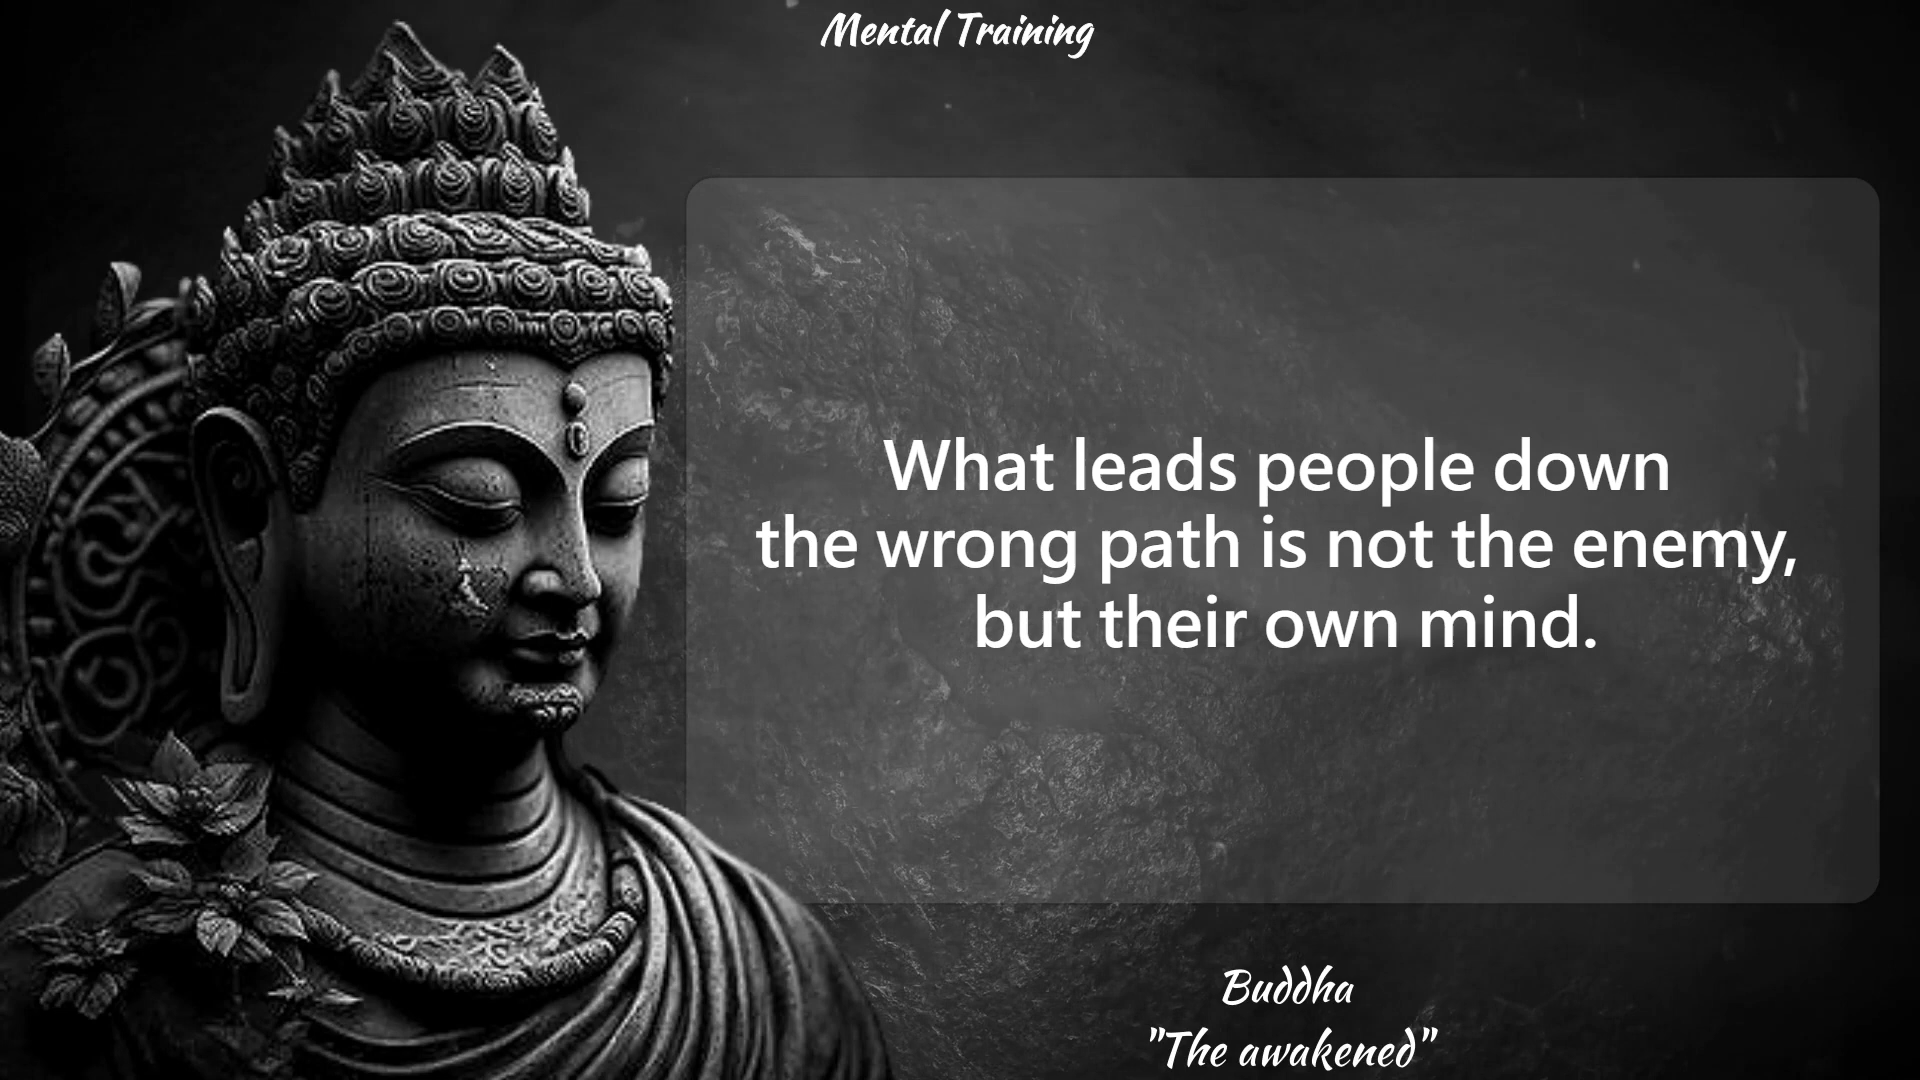 Mental Training
What leads people down
the wrong path is not the enemy,
but their own mind.
Buddha
"The awakened"